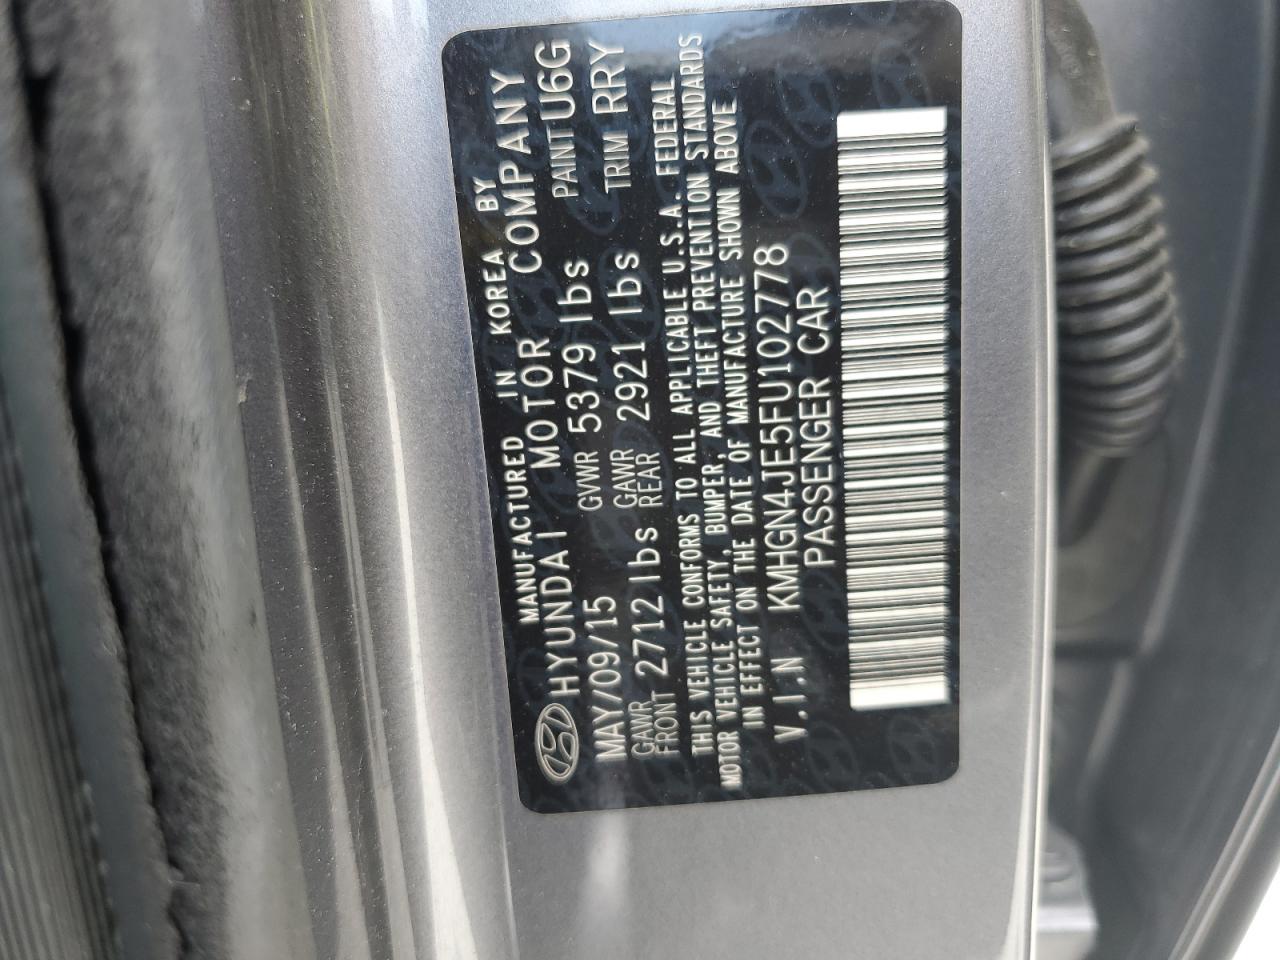 MANUFACTURED IN KOREA BY
HYUNDAI MOTOR COMPANY
MAY/09/15 GVWR 5379 lbs PAINT U6G
GAWR FRONT 2712 lbs GAWR REAR 2921 lbs TRIM RRY
THIS VEHICLE CONFORMS TO ALL APPLICABLE U.S.A. FEDERAL
MOTOR VEHICLE SAFETY, BUMPER, AND THEFT PREVENTION STANDARDS
IN EFFECT ON THE DATE OF MANUFACTURE SHOWN ABOVE
V.I.N KMHGN4JE5FU102778
PASSENGER CAR